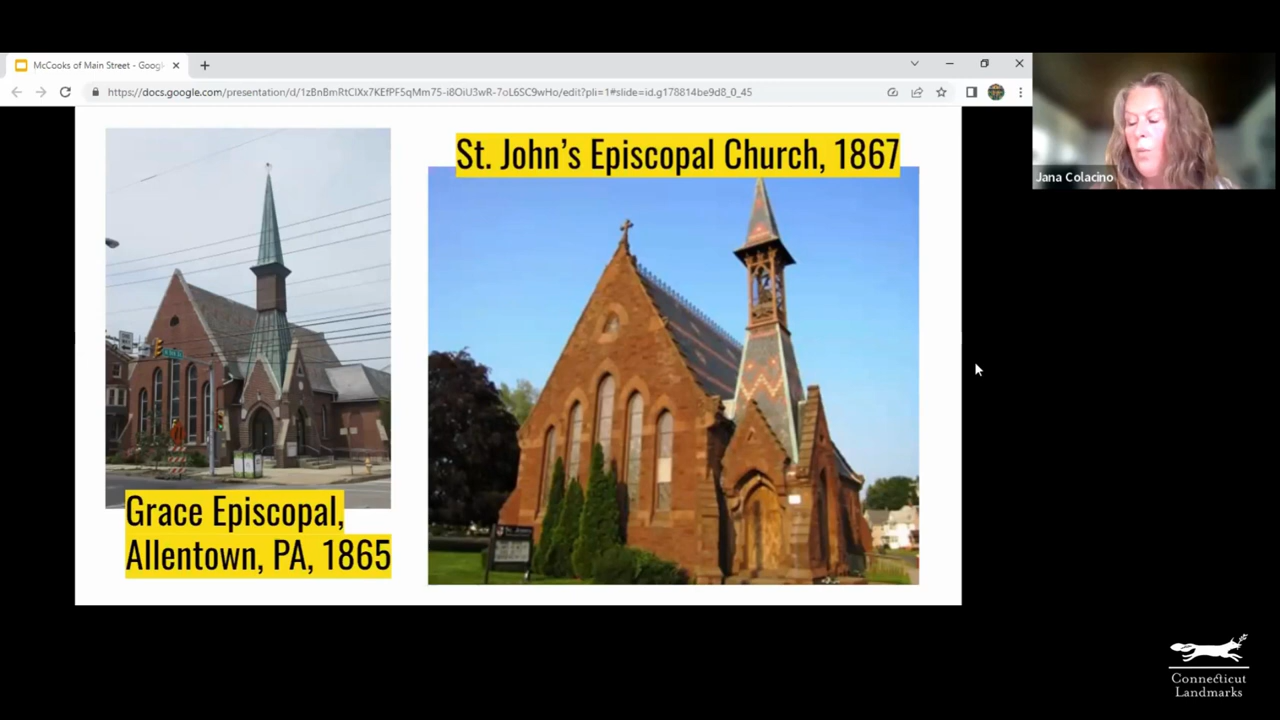 McCooks of Main Street - Googl
https://docs.google.com/presentation/d/1zBnBmRtClXx7KEfPF5qMm75-i8OiU3wR-7oL6SC9wHo/edit?pli=1#slide=id.g178814be9d8_0_45
Jana Colacino
St. John’s Episcopal Church, 1867
Grace Episcopal,
Allentown, PA, 1865
Connecticut
Landmarks